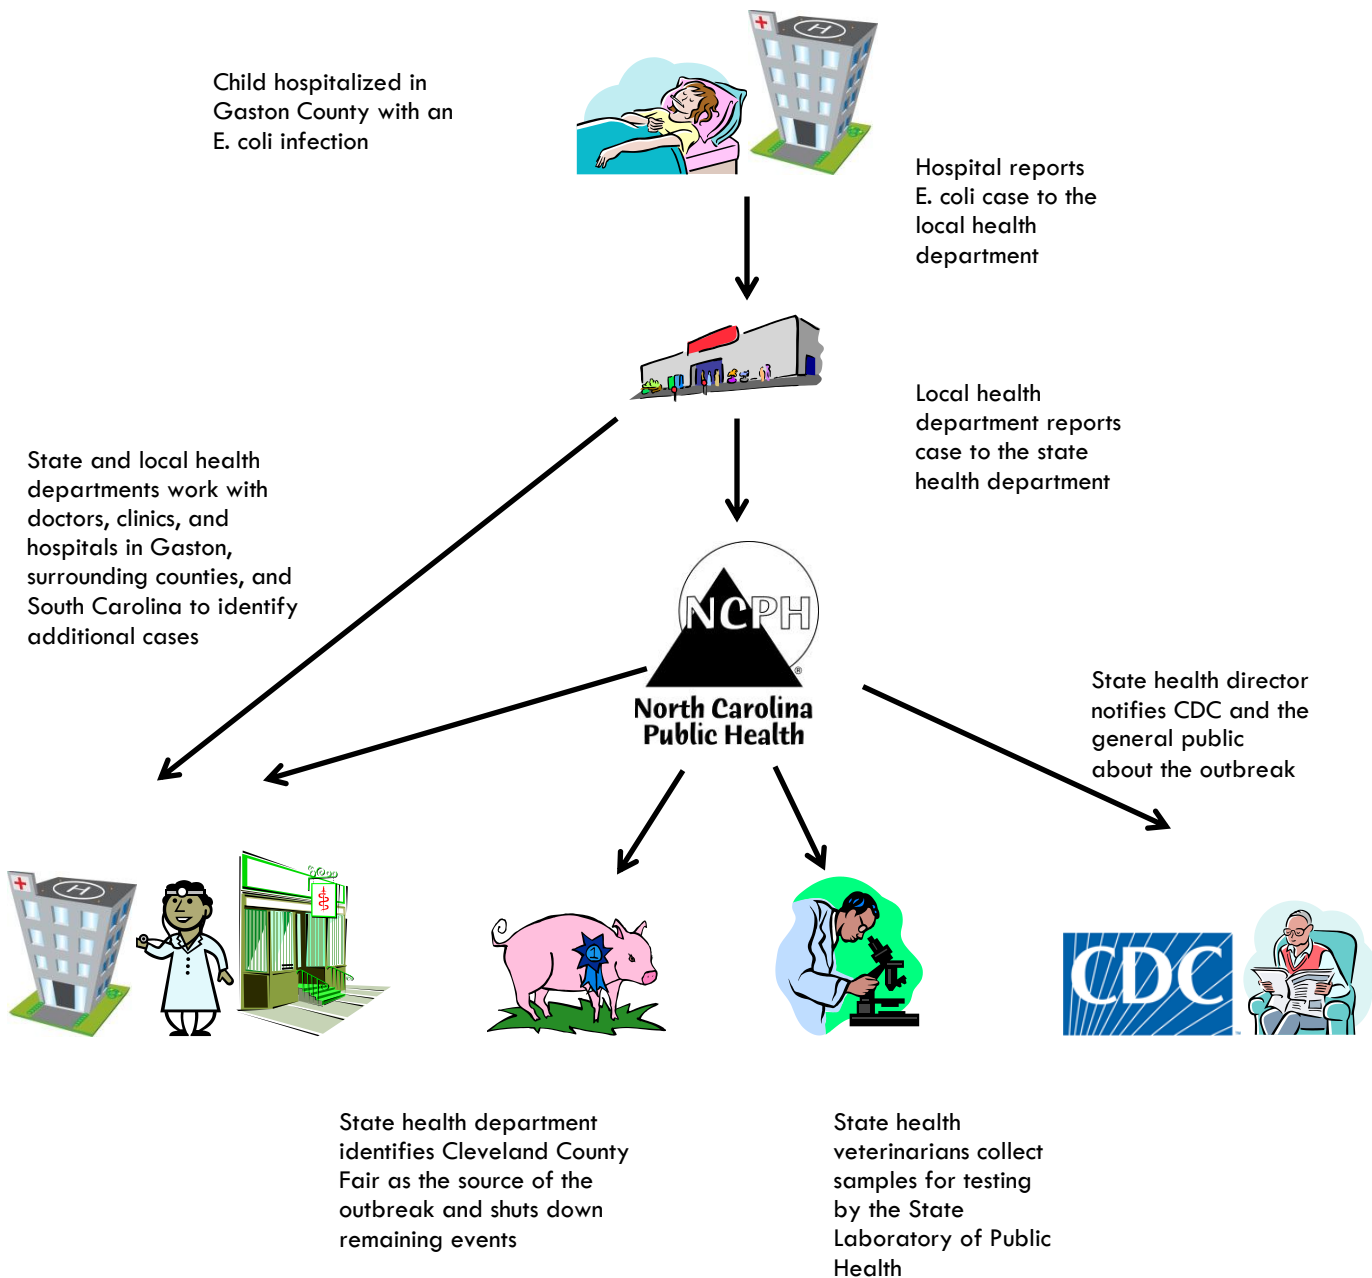 Child hospitalized in
Gaston County with an
E. coli infection
H
Hospital reports
E. coli case to the
local health
department
Local health
department reports
case to the state
health department
State and local health
departments work with
doctors, clinics, and
hospitals in Gaston,
surrounding counties, and
South Carolina to identify
additional cases
NCPH
®
North Carolina
Public Health
State health director
notifies CDC and the
general public
about the outbreak
H
1
CDC
™
State health department
identifies Cleveland County
Fair as the source of the
outbreak and shuts down
remaining events
State health
veterinarians collect
samples for testing
by the State
Laboratory of Public
Health